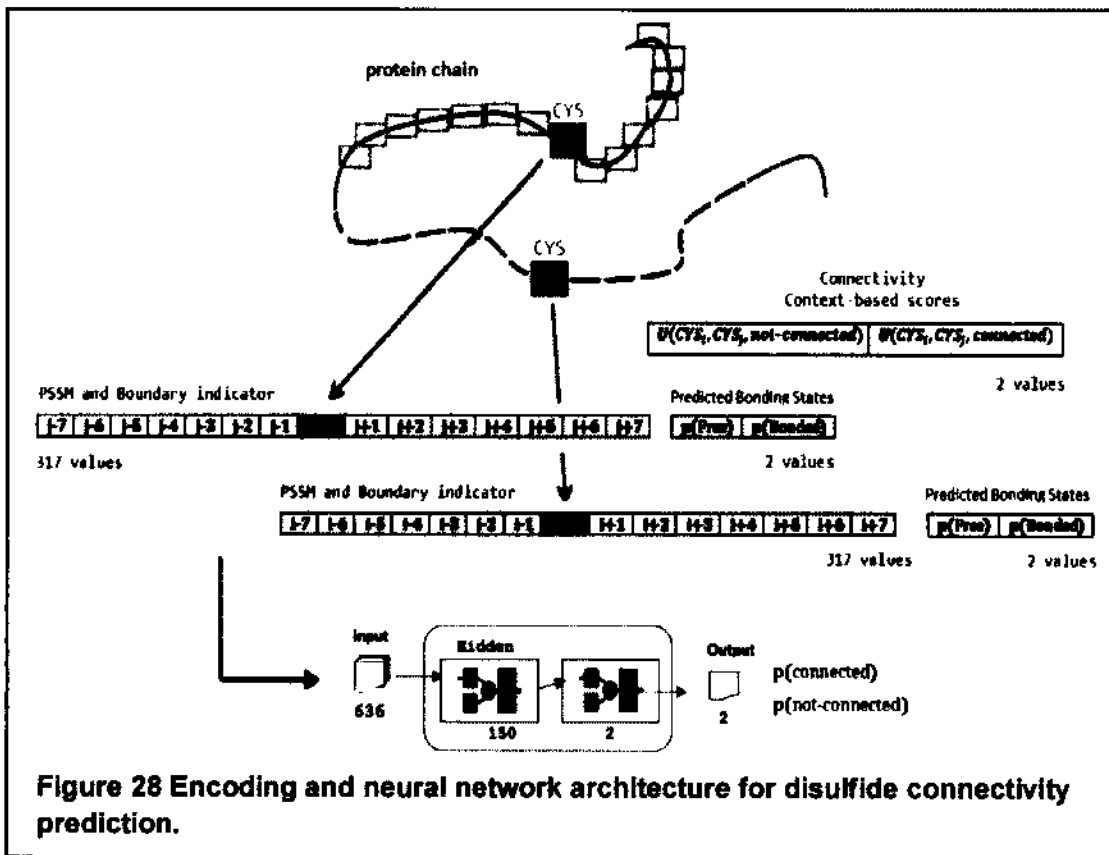 protein chain
CYS
CYS
Connectivity
Context-based scores
U(CYSi, CYSj, not-connected) U(CYSi, CYSj, connected)
2 values
PSSM and Boundary indicator
j-7 j-6 j-5 j-4 j-3 j-2 j-1 j+1 j+2 j+3 j+4 j+5 j+6 j+7
317 values
Predicted Bonding States
p(Free) p(Bonded)
2 values
PSSM and Boundary indicator
i-7 i-6 i-5 i-4 i-3 i-2 i-1 i+1 i+2 i+3 i+4 i+5 i+6 i+7
317 values
Predicted Bonding States
p(Free) p(Bonded)
2 values
Input
636
Hidden
150
2
Output
2
p(connected)
p(not-connected)
Figure 28 Encoding and neural network architecture for disulfide connectivity
prediction.